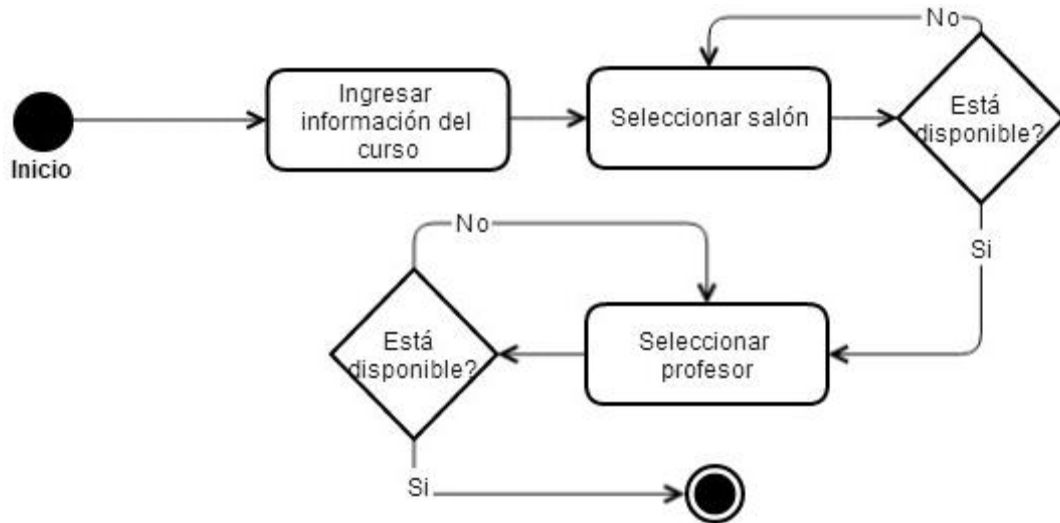 No
Ingresar
información del
curso
Seleccionar salón
Está
disponible?
Inicio
No
Si
Está
disponible?
Seleccionar
profesor
Si